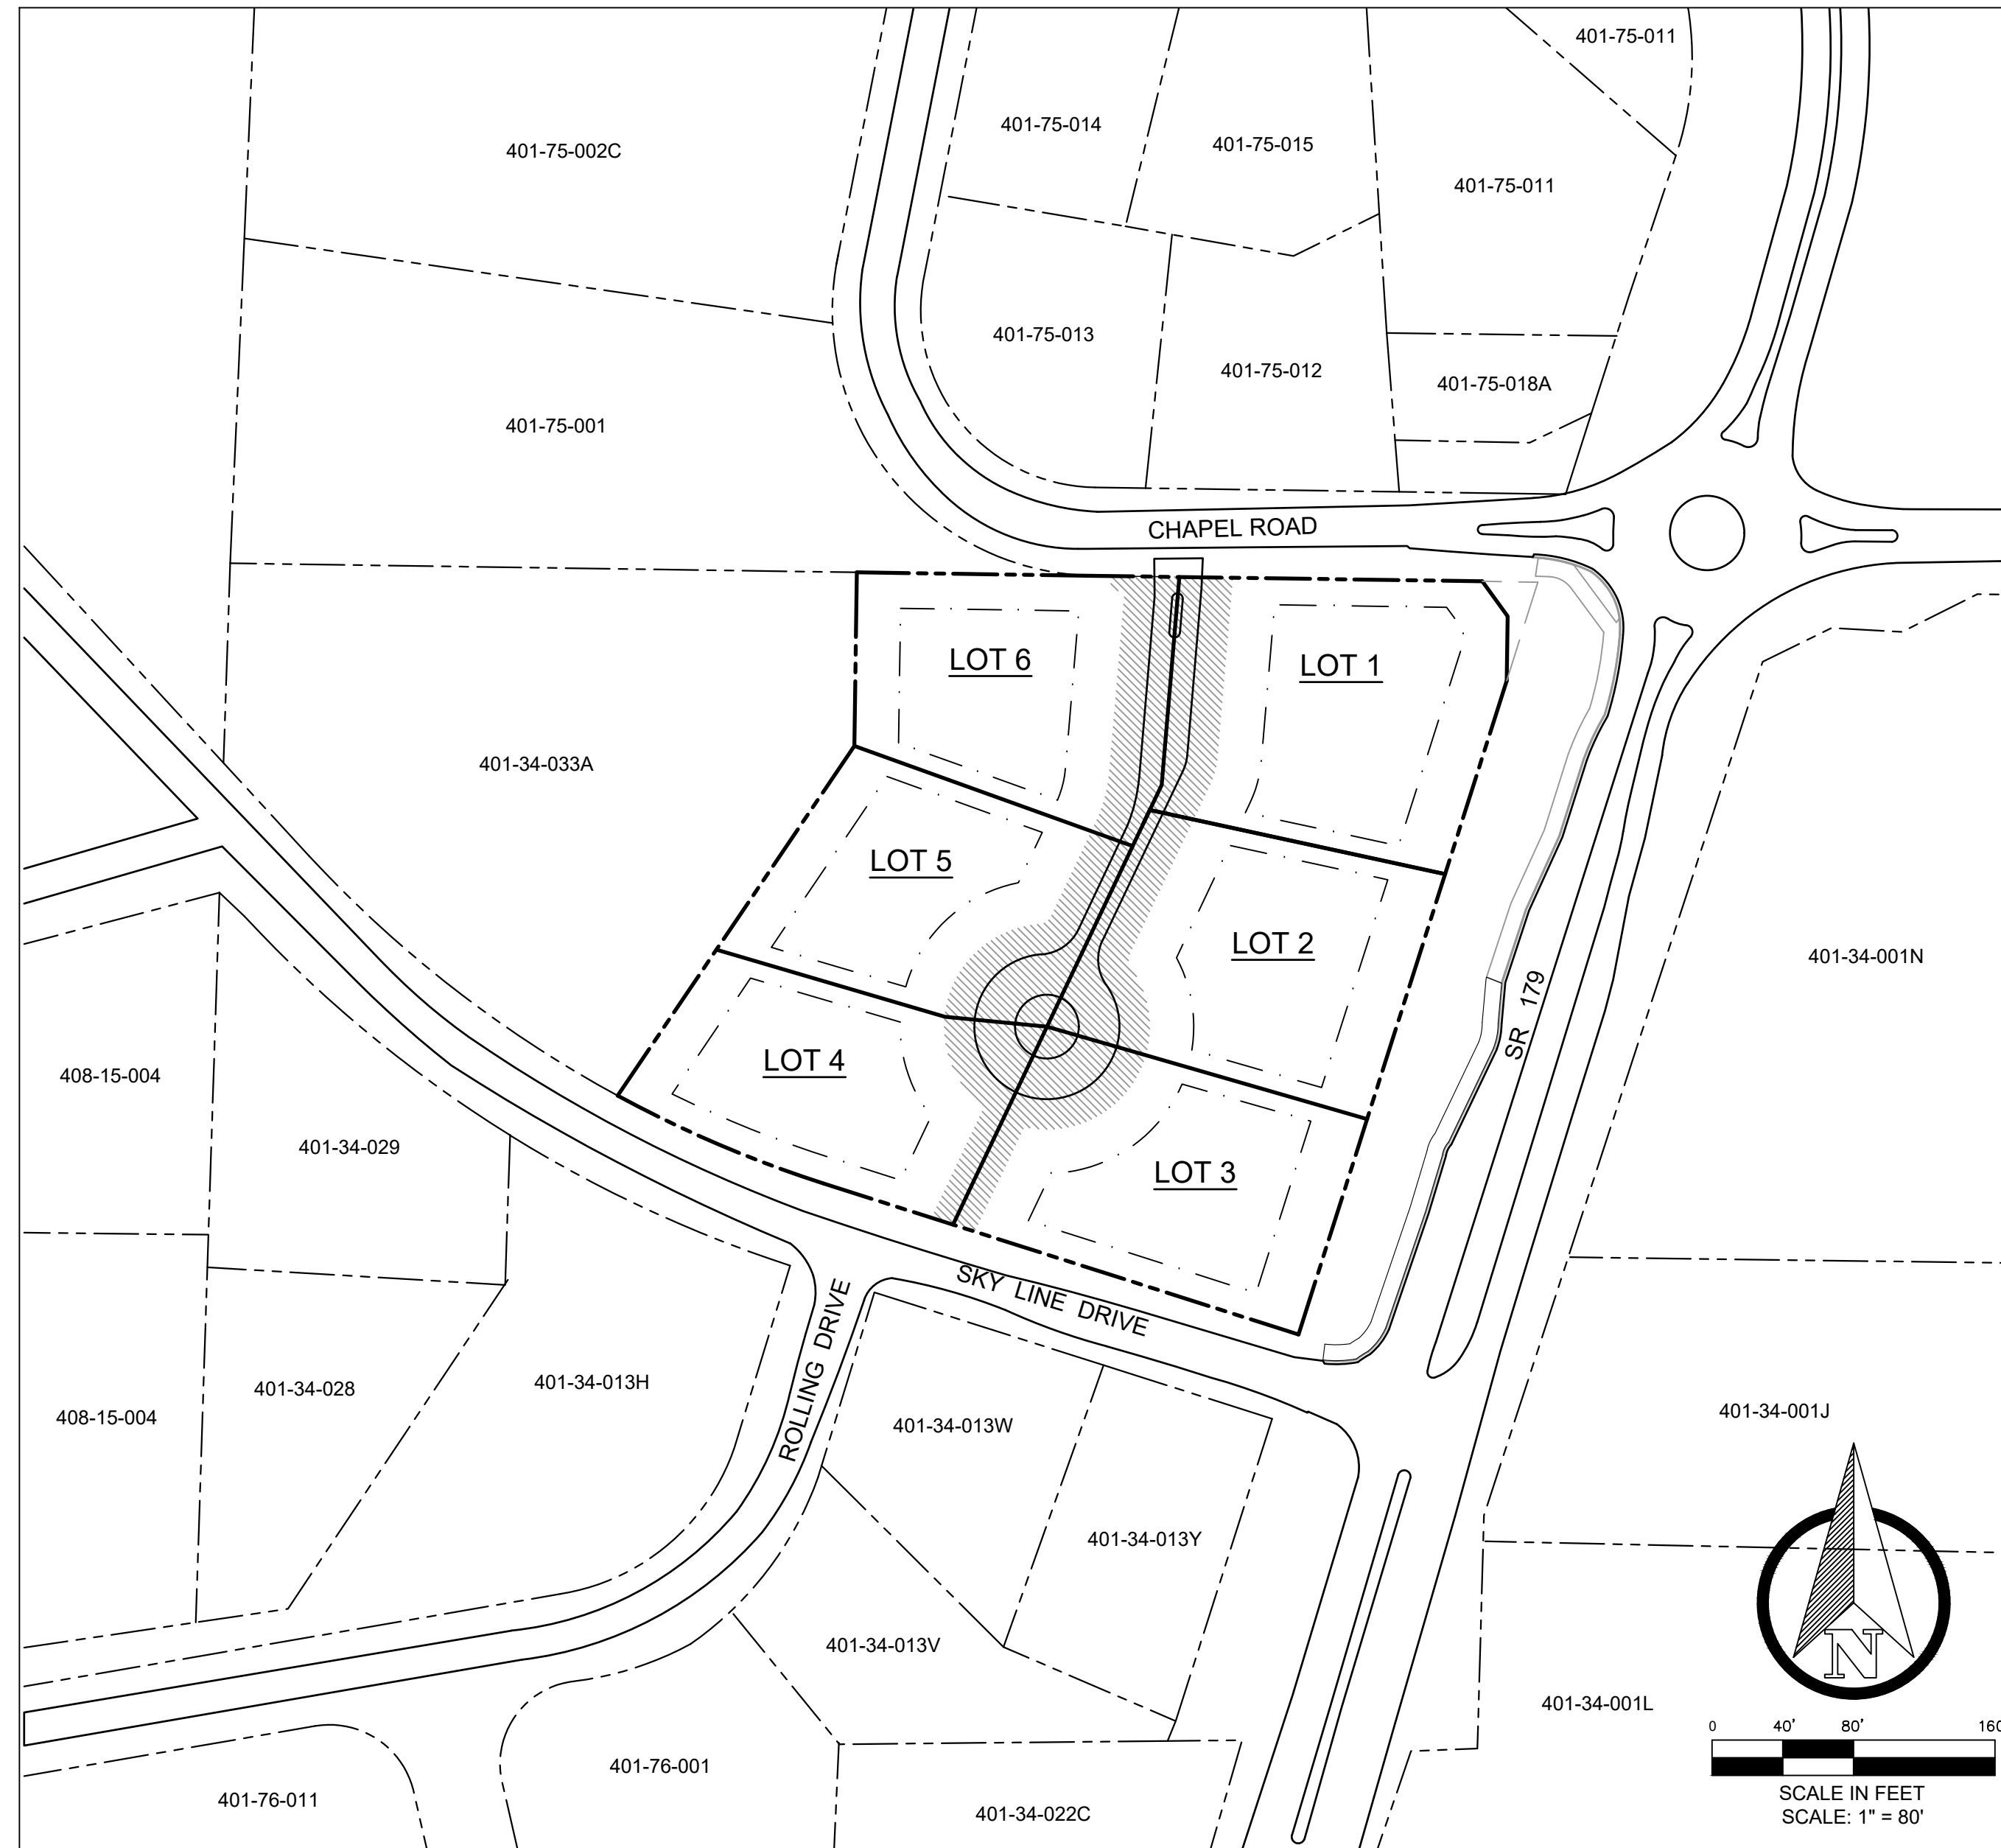 401-75-011
401-75-014
401-75-015
401-75-002C
401-75-011
401-75-013
401-75-012
401-75-018A
401-75-001
CHAPEL ROAD
LOT 6
LOT 1
401-34-033A
LOT 5
LOT 2
401-34-001N
SR 179
LOT 4
408-15-004
401-34-029
LOT 3
SKY LINE DRIVE
ROLLING DRIVE
401-34-028
401-34-013H
408-15-004
401-34-013W
401-34-001J
401-34-013Y
N
401-34-013V
401-34-001L
0 40' 80' 160
401-76-001
SCALE IN FEET
401-76-011
401-34-022C
SCALE: 1" = 80'